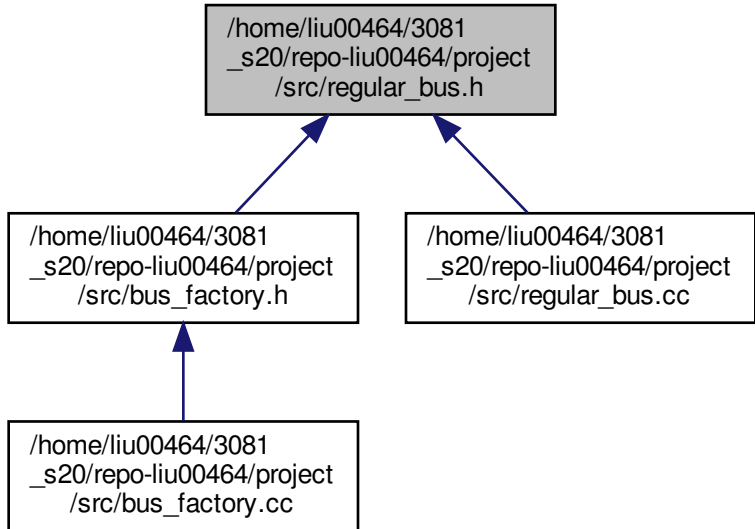 /home/liu00464/3081
_s20/repo-liu00464/project
/src/regular_bus.h
/home/liu00464/3081
_s20/repo-liu00464/project
/src/bus_factory.h
/home/liu00464/3081
_s20/repo-liu00464/project
/src/regular_bus.cc
/home/liu00464/3081
_s20/repo-liu00464/project
/src/bus_factory.cc